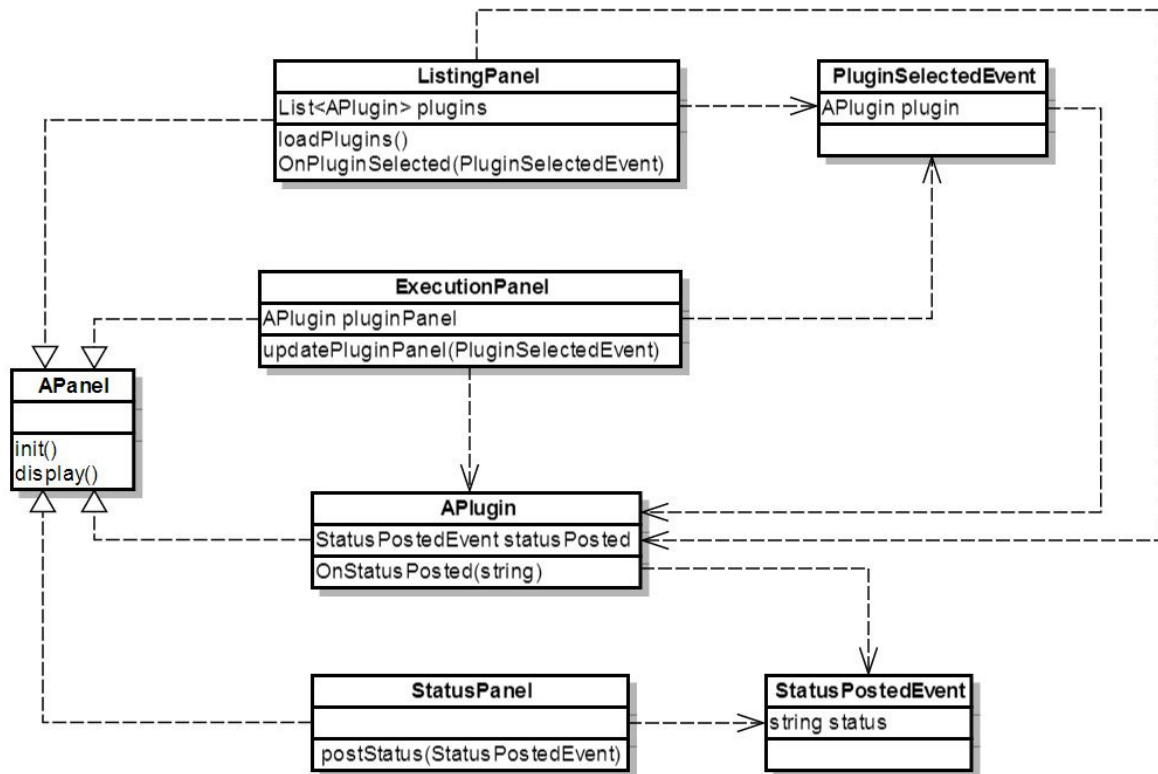 ListingPanel
List<APlugin> plugins
loadPlugins()
OnPluginSelected(PluginSelectedEvent)
PluginSelectedEvent
APlugin plugin
ExecutionPanel
APlugin pluginPanel
updatePluginPanel(PluginSelectedEvent)
APanel
init()
display()
APlugin
StatusPostedEvent statusPosted
OnStatusPosted(string)
StatusPanel
postStatus(StatusPostedEvent)
StatusPostedEvent
string status